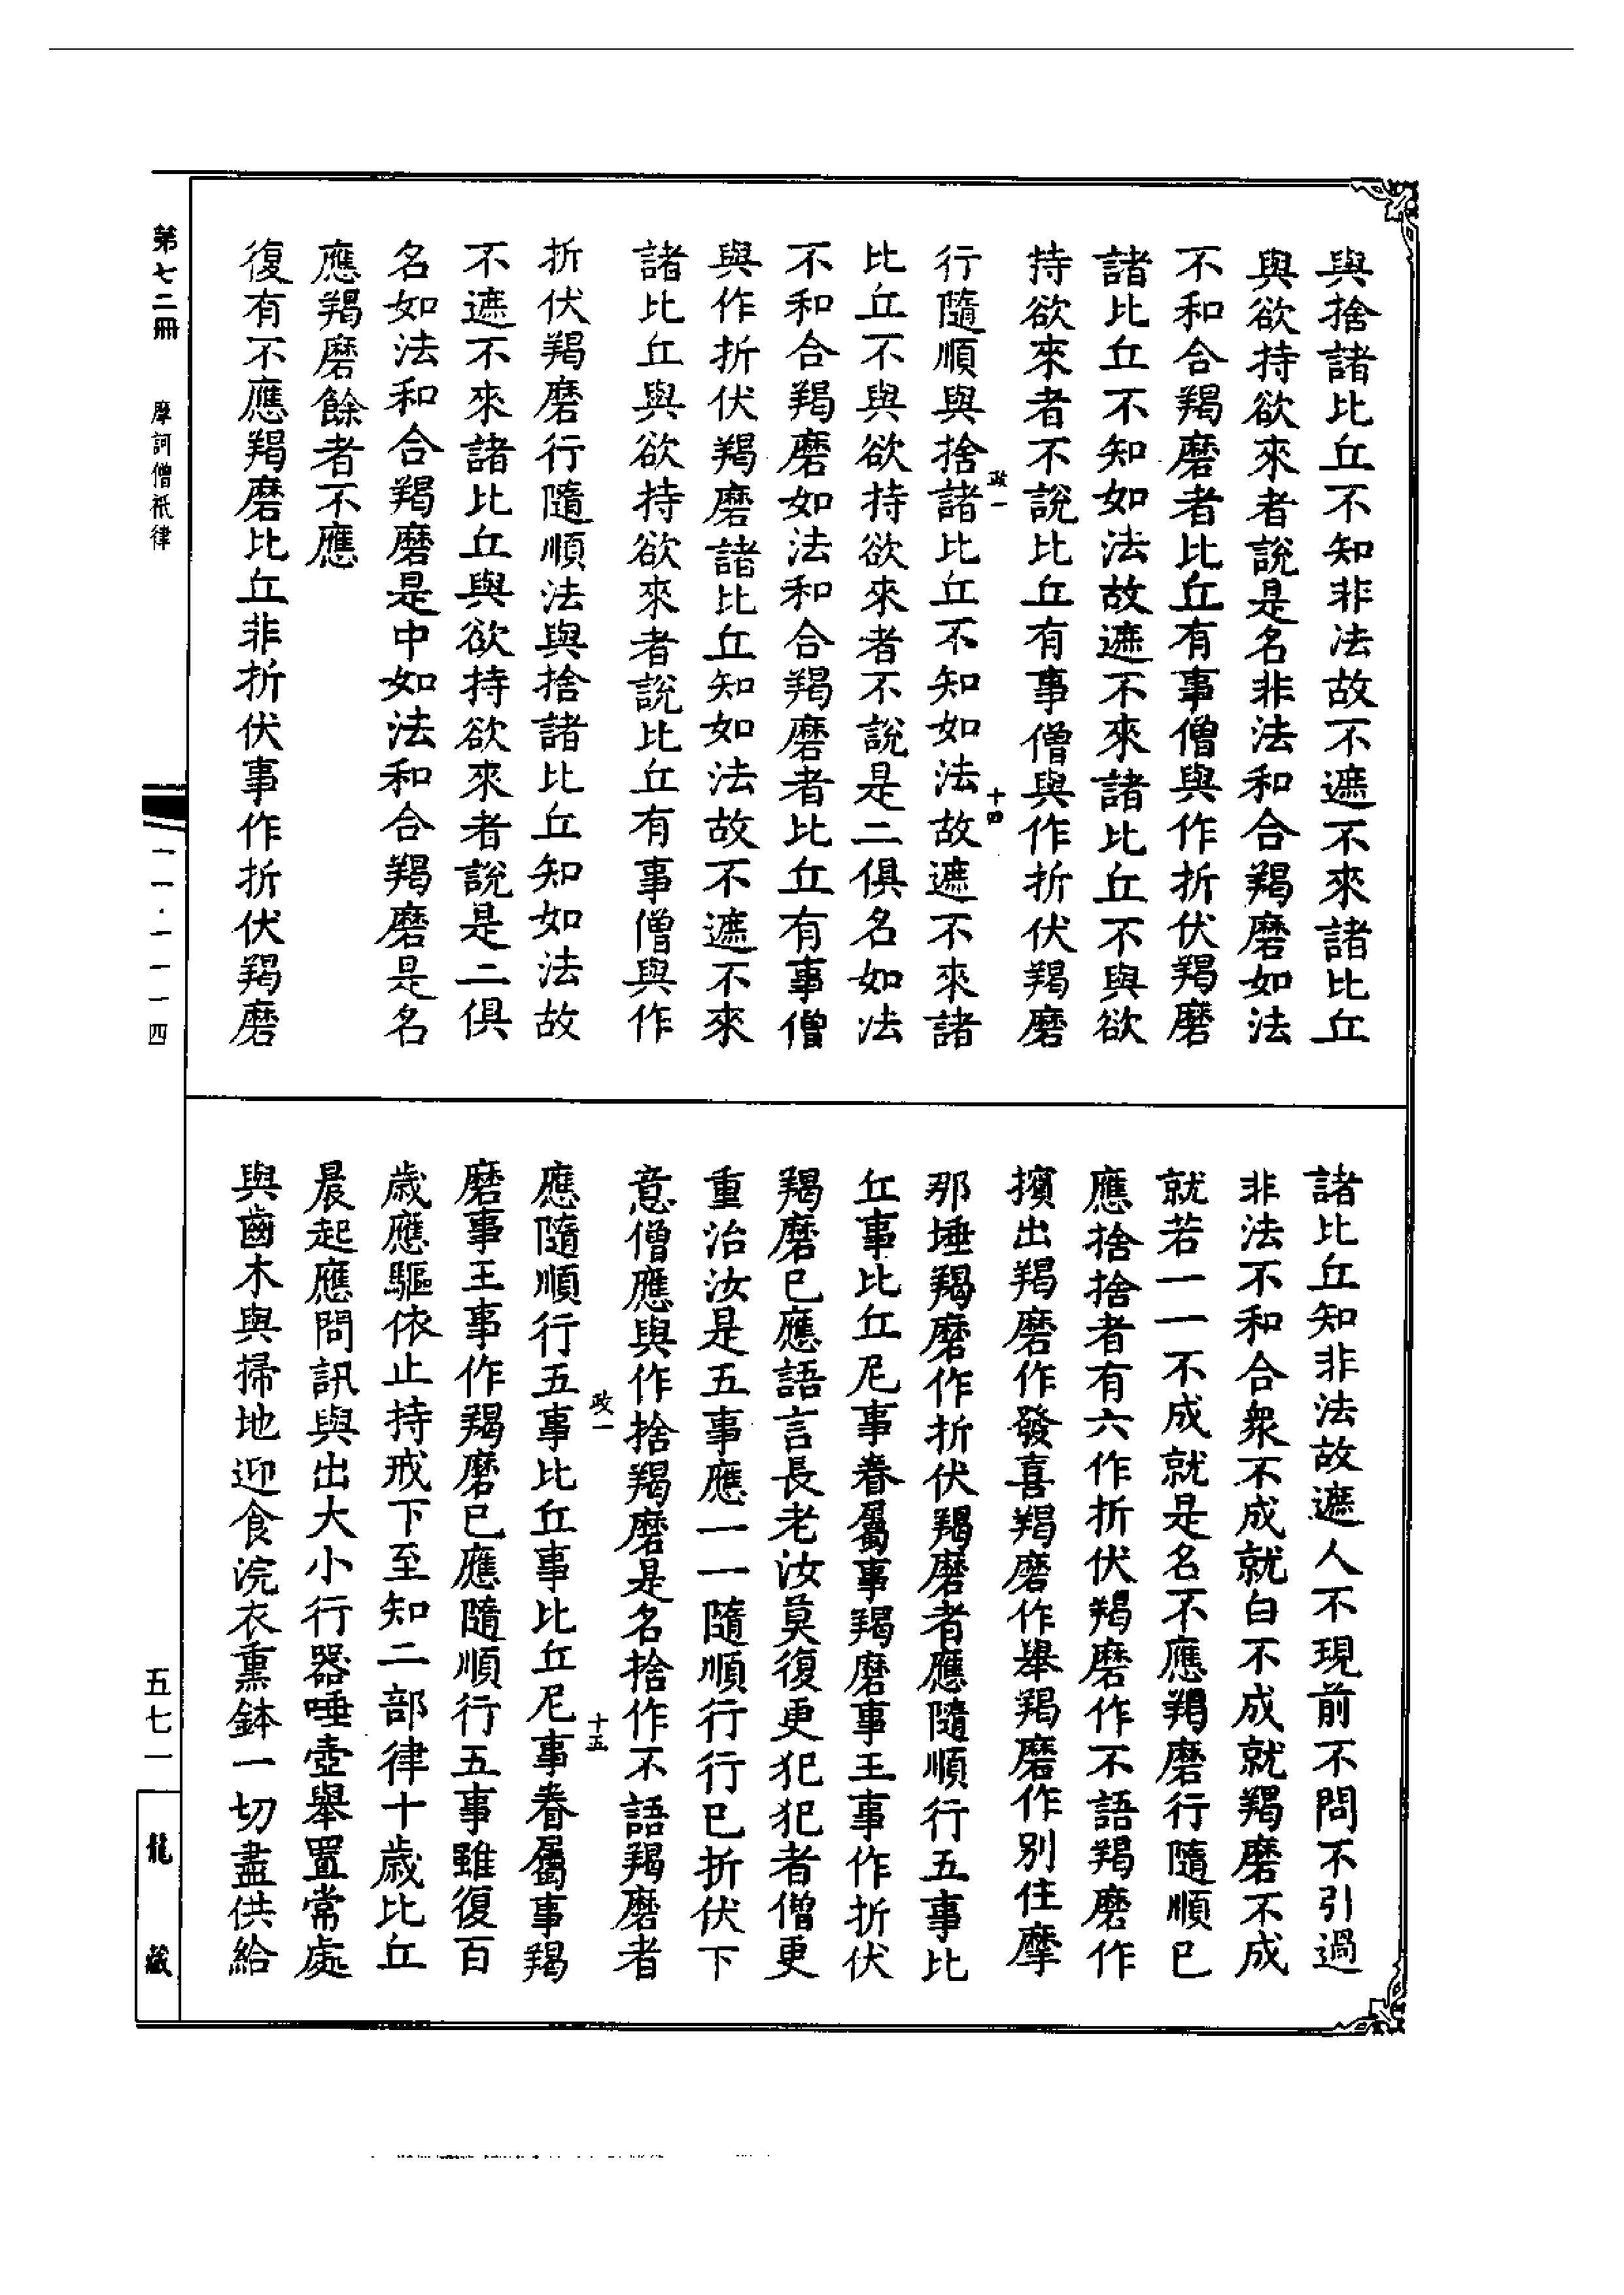 與捨諸比丘不知非法故不遮不來諸比丘
與欲持欲來者說是名非法和合羯磨如法
不和合羯磨者比丘有事僧與作折伏羯磨
諸比丘不知如法故遮不來諸比丘不與欲
持欲來者不說比丘有事僧與作折伏羯磨
政一
十四
行隨順與捨諸比丘不知如法故遮不來諸
比丘不與欲持欲來者不說是二俱名如法
不和合羯磨如法和合羯磨者比丘有事僧
與作折伏羯磨諸比丘知如法故不遮不來
諸比丘與欲持欲來者說比丘有事僧與作
折伏羯磨行隨順法與捨諸比丘知如法故
不遮不來諸比丘與欲持欲來者說是二俱
名如法和合羯磨是中如法和合羯磨是名
應羯磨餘者不應
復有不應羯磨比丘非折伏事作折伏羯磨
諸比丘知非法故遮人不現前不問不引過
非法不和合衆不成就白不成就羯磨不成
就若一一不成就是名不應羯磨行隨順已
應捨捨者有六作折伏羯磨作不語羯磨作
擯出羯磨作發喜羯磨作舉羯磨作別住摩
那埵羯磨作折伏羯磨者應隨順行五事比
丘事比丘尼事眷屬事羯磨事王事作折伏
羯磨已應語言長老汝莫復更犯犯者僧更
重治汝是五事應一一隨順行行已折伏下
意僧應與作捨羯磨是名捨作不語羯磨者
政一
十五
應隨順行五事比丘事比丘尼事眷屬事羯
磨事王事作羯磨已應隨順行五事雖復百
歲應驅依止持戒下至知二部律十歲比丘
晨起應問訊與出大小行器唾壺舉置常處
與齒木與掃地迎食浣衣熏鉢一切盡供給
第七二冊
摩訶僧祇律
一一·一一一四
五七一
龍藏